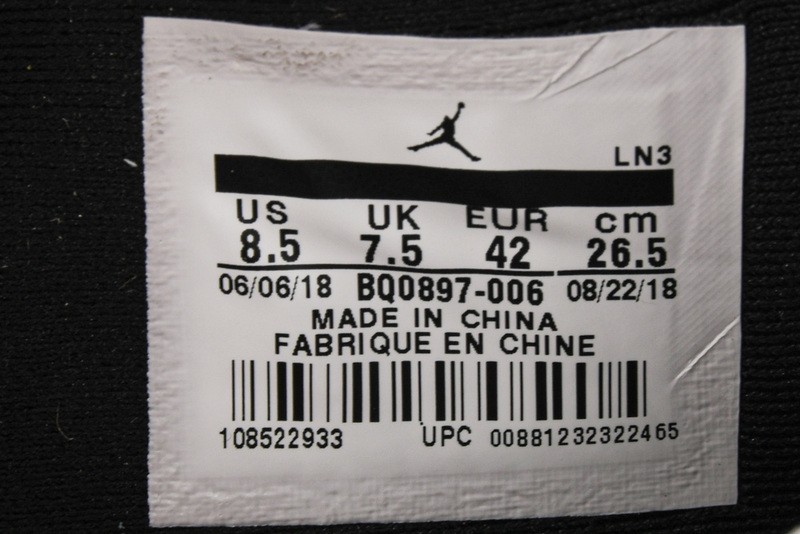 LN3
US UK EUR cm
8.5 7.5 42 26.5
06/06/18 BQ0897-006 08/22/18
MADE IN CHINA
FABRIQUE EN CHINE
108522933 UPC 00881232322465